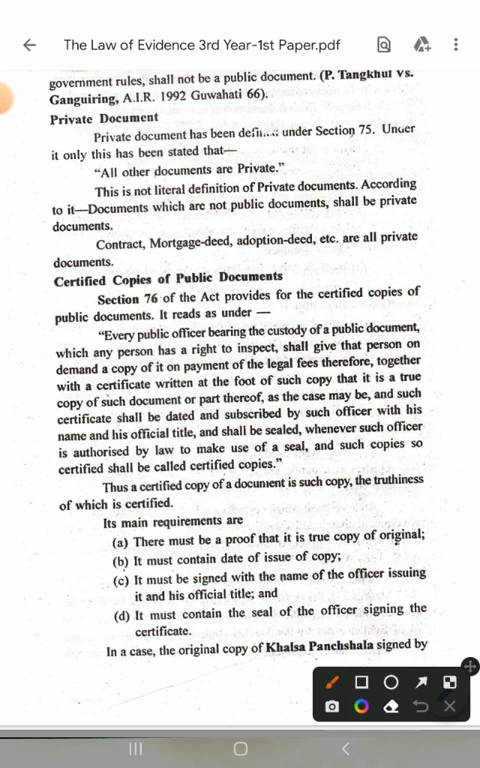 The Law of Evidence 3rd Year-1st Paper.pdf
government rules, shall not be a public document. (P. Tangkhul Vs.
Ganguiring, A.I.R. 1992 Guwahati 66).
Private Document
Private document has been under Section 75. Under
it only this has been stated that—
“All other documents are Private.”
This is not literal definition of Private documents. According
to it—Documents which are not public documents, shall be private
documents.
Contract, Mortgage-deed, adoption-deed, etc. are all private
documents.
Certified Copies of Public Documents
Section 76 of the Act provides for the certified copies of
public documents. It reads as under —
“Every public officer bearing the custody of a public document,
which any person has a right to inspect, shall give that person on
demand a copy of it on payment of the legal fees therefore, together
with a certificate written at the foot of such copy that it is a true
copy of such document or part thereof, as the case may be, and such
certificate shall be dated and subscribed by such officer with his
name and his official title, and shall be sealed, whenever such officer
is authorised by law to make use of a seal, and such copies so
certified shall be called certified copies.”
Thus a certified copy of a document is such copy, the truthiness
of which is certified.
Its main requirements are
(a) There must be a proof that it is true copy of original;
(b) It must contain date of issue of copy;
(c) It must be signed with the name of the officer issuing
it and his official title; and
(d) It must contain the seal of the officer signing the
certificate.
In a case, the original copy of Khalsa Panchshala signed by